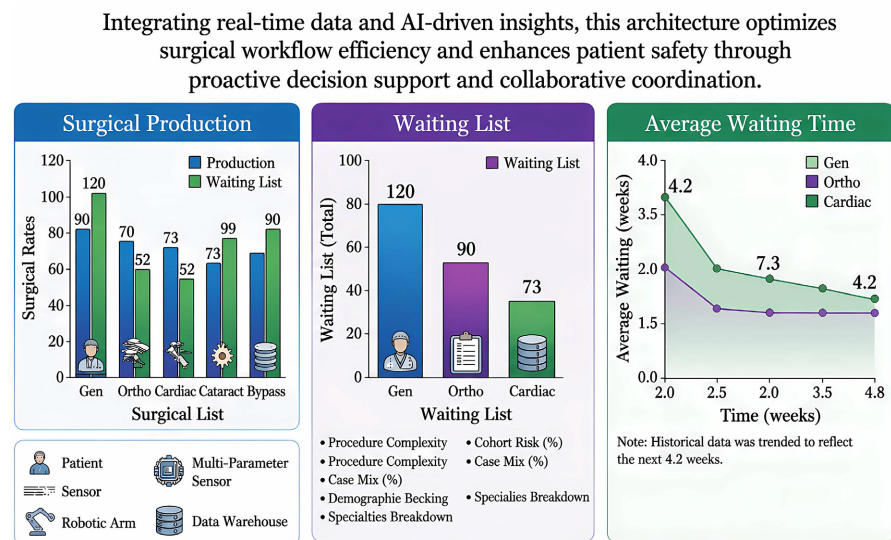 Integrating real-time data and AI-driven insights, this architecture optimizes
surgical workflow efficiency and enhances patient safety through
proactive decision support and collaborative coordination.
Surgical Production
Production
Waiting List
Surgical Rates
120
100
80
60
40
20
0
90
120
70
52
73
52
73
99
90
Gen
Ortho
Cardiac
Cataract
Bypass
Surgical List
Patient
Sensor
Robotic Arm
Multi-Parameter
Sensor
Data Warehouse
Waiting List
Waiting List
Waiting List (Total)
100
80
60
40
20
0
120
90
73
Gen
Ortho
Cardiac
Waiting List
• Procedure Complexity
• Procedure Complexity
• Case Mix (%)
• Demographie Becking
• Specialties Breakdown
• Cohort Risk (%)
• Case Mix (%)
• Specialies Breakdown
Average Waiting Time
Gen
Ortho
Cardiac
Average Waiting (weeks)
4.0
3.5
2.0
1.5
0.0
4.2
7.3
4.2
2.0
2.5
2.0
3.5
4.8
Time (weeks)
Note: Historical data was trended to reflect
the next 4.2 weeks.